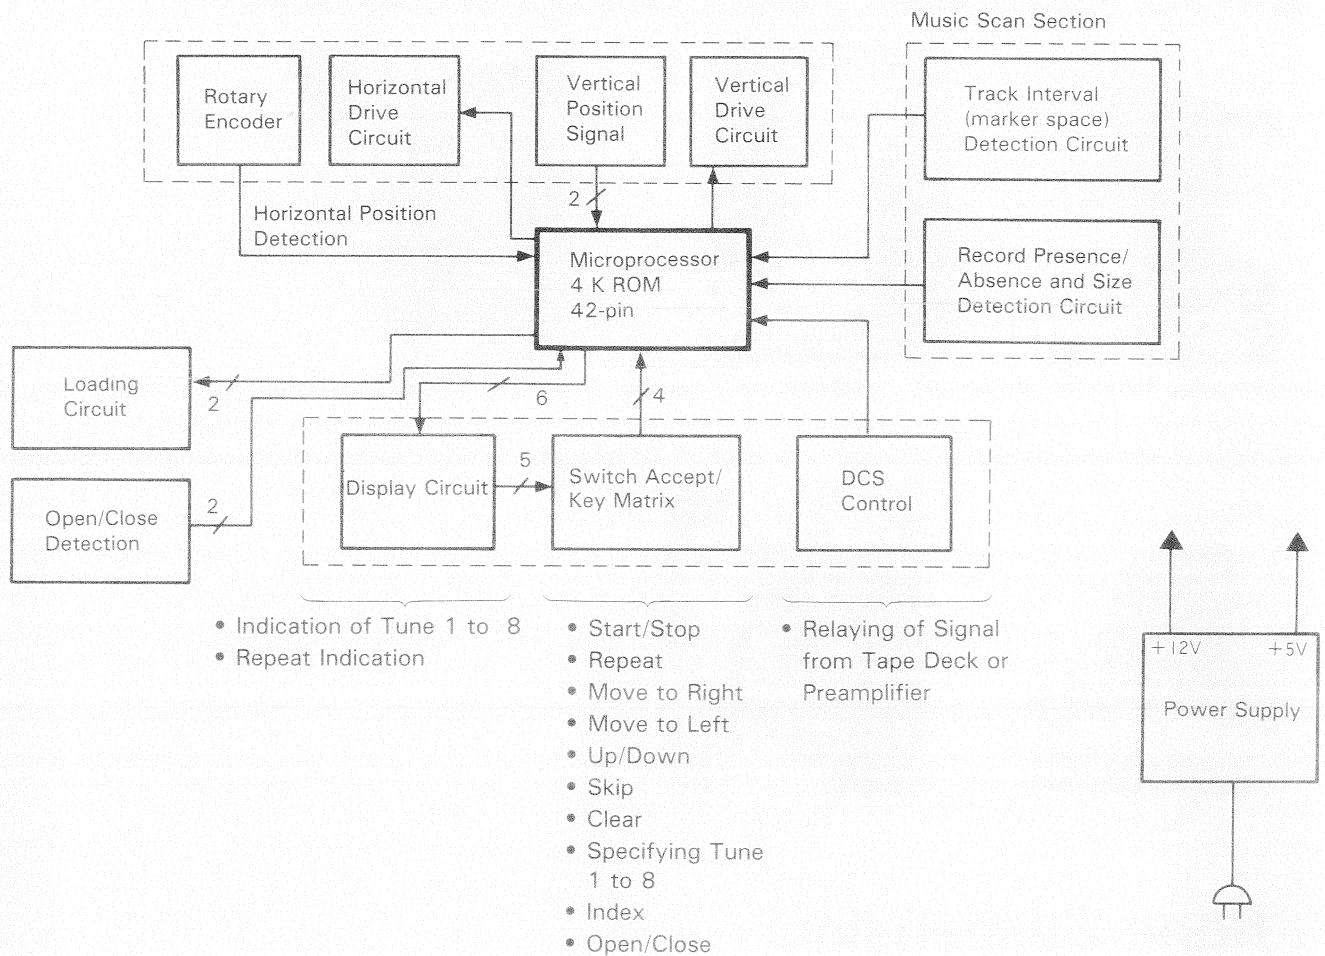 Music Scan Section
Rotary
Encoder
Horizontal
Drive
Circuit
Vertical
Position
Signal
Vertical
Drive
Circuit
Track Interval
(marker space)
Detection Circuit
2
Horizontal Position
Detection
Microprocessor
4 K ROM
42-pin
Record Presence/
Absence and Size
Detection Circuit
Loading
Circuit
2
6
4
Display Circuit
5
Switch Accept/
Key Matrix
DCS
Control
Open/Close
Detection
2
• Indication of Tune 1 to 8
• Repeat Indication
• Start/Stop
• Repeat
• Move to Right
• Move to Left
• Up/Down
• Skip
• Clear
• Specifying Tune
1 to 8
• Index
• Open/Close
• Relaying of Signal
from Tape Deck or
Preamplifier
+12V
+5V
Power Supply